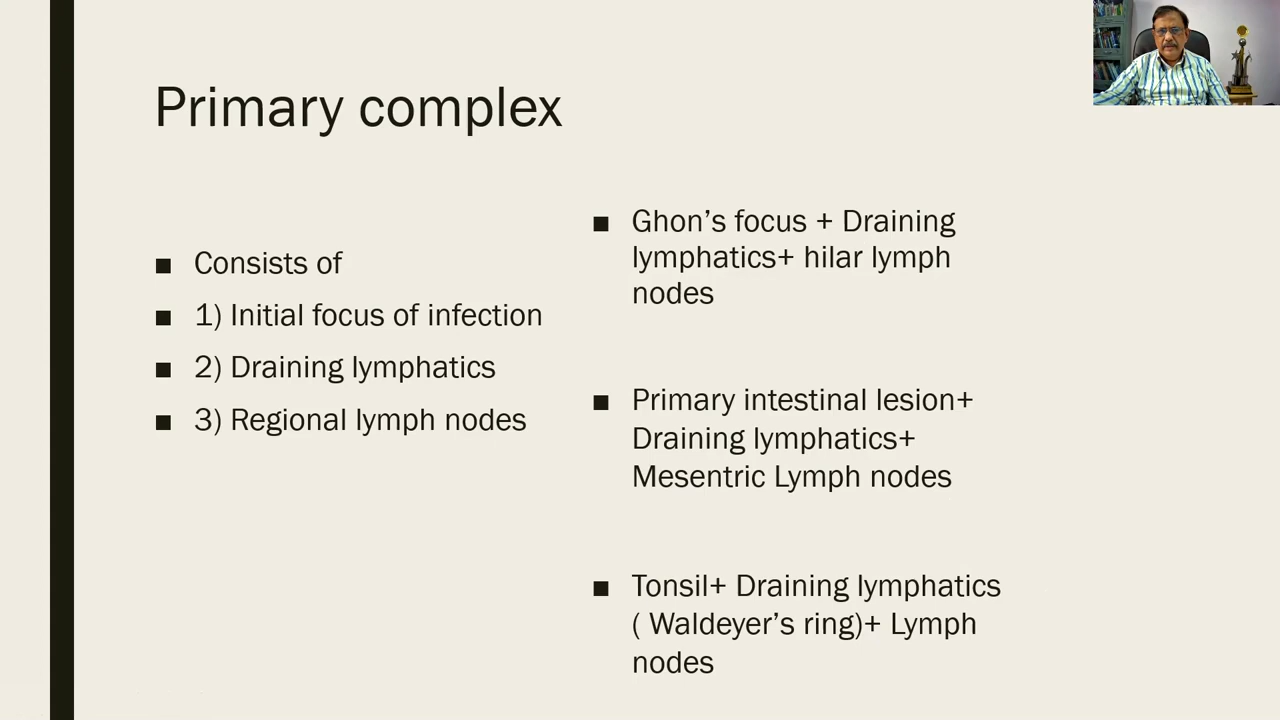 Primary complex
■ Consists of
■ 1) Initial focus of infection
■ 2) Draining lymphatics
■ 3) Regional lymph nodes
■ Ghon’s focus + Draining
lymphatics+ hilar lymph
nodes
■ Primary intestinal lesion+
Draining lymphatics+
Mesentric Lymph nodes
■ Tonsil+ Draining lymphatics
( Waldeyer’s ring)+ Lymph
nodes